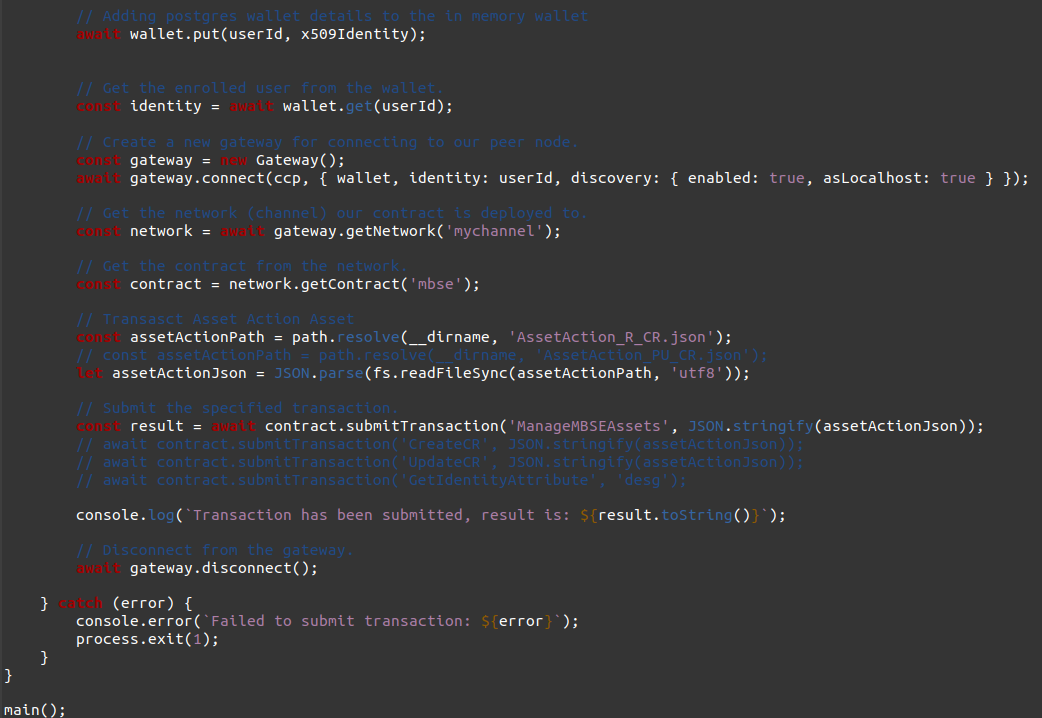 // Adding postgres wallet details to the in memory wallet
await wallet.put(userId, x509Identity);
// Get the enrolled user from the wallet.
const identity = await wallet.get(userId);
// Create a new gateway for connecting to our peer node.
const gateway = new Gateway();
await gateway.connect(ccp, { wallet, identity: userId, discovery: { enabled: true, asLocalhost: true } });
// Get the network (channel) our contract is deployed to.
const network = await gateway.getNetwork('mychannel');
// Get the contract from the network.
const contract = network.getContract('mbse');
// Transasct Asset Action Asset
const assetActionPath = path.resolve(__dirname, 'AssetAction_R_CR.json');
// const assetActionPath = path.resolve(__dirname, 'AssetAction_PU_CR.json');
let assetActionJson = JSON.parse(fs.readFileSync(assetActionPath, 'utf8'));
// Submit the specified transaction.
const result = await contract.submitTransaction('ManageMBSEAssets', JSON.stringify(assetActionJson));
// await contract.submitTransaction('CreateCR', JSON.stringify(assetActionJson));
// await contract.submitTransaction('UpdateCR', JSON.stringify(assetActionJson));
// await contract.submitTransaction('GetIdentityAttribute', 'desg');
console.log(`Transaction has been submitted, result is: ${result.toString()}`);
// Disconnect from the gateway.
await gateway.disconnect();
} catch (error) {
console.error(`Failed to submit transaction: ${error}`);
process.exit(1);
}
}
main();